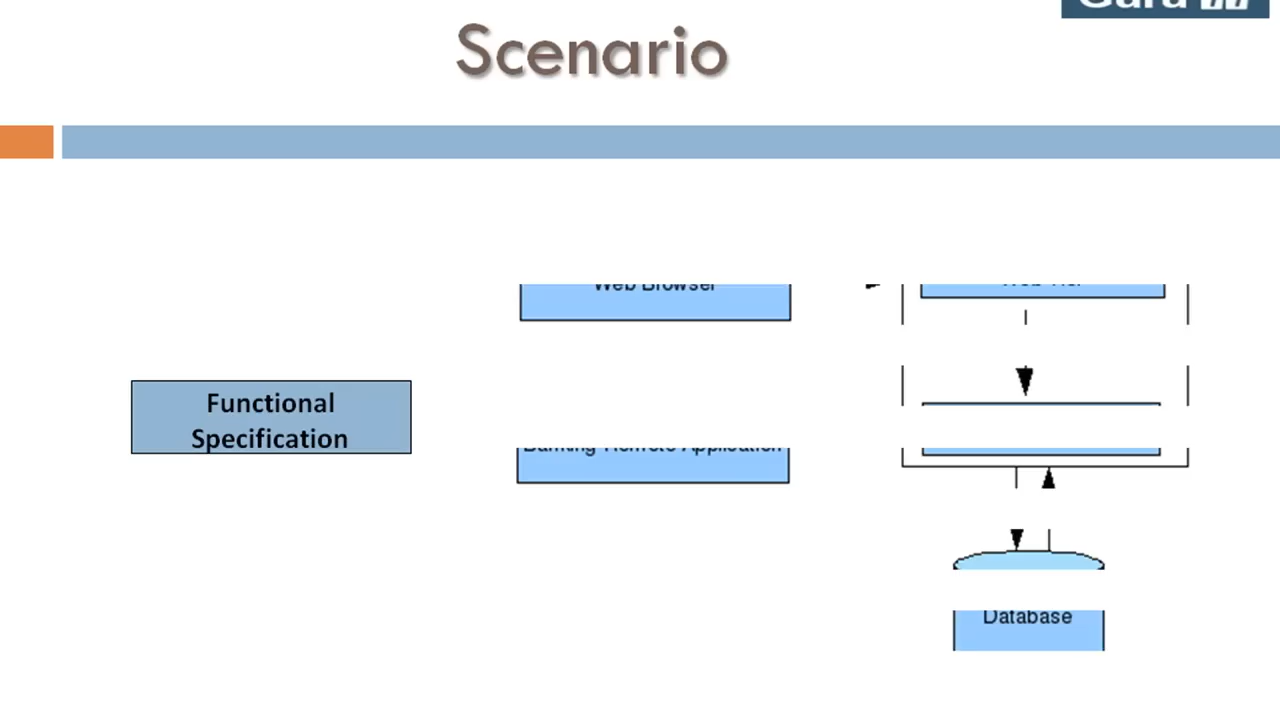 Scenario
Web Browser
Functional
Specification
Banking Remote Application
Database